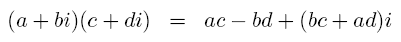 (a + bi)(c + di) = ac − bd + (bc + ad)i